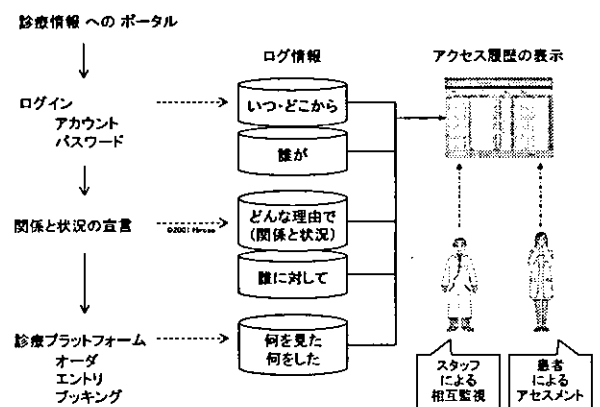 診療情報 への ポータル
ログ情報
アクセス履歴の表示
ログイン
アカウント
パスワード
いつ・どこから
誰が
関係と状況の宣言
©2001
どんな理由で
(関係と状況)
誰に対して
診療プラットフォーム
オーダ
エントリ
ブッキング
何を見た
何をした
スタッフ
による
相互監視
患者
による
アセスメント